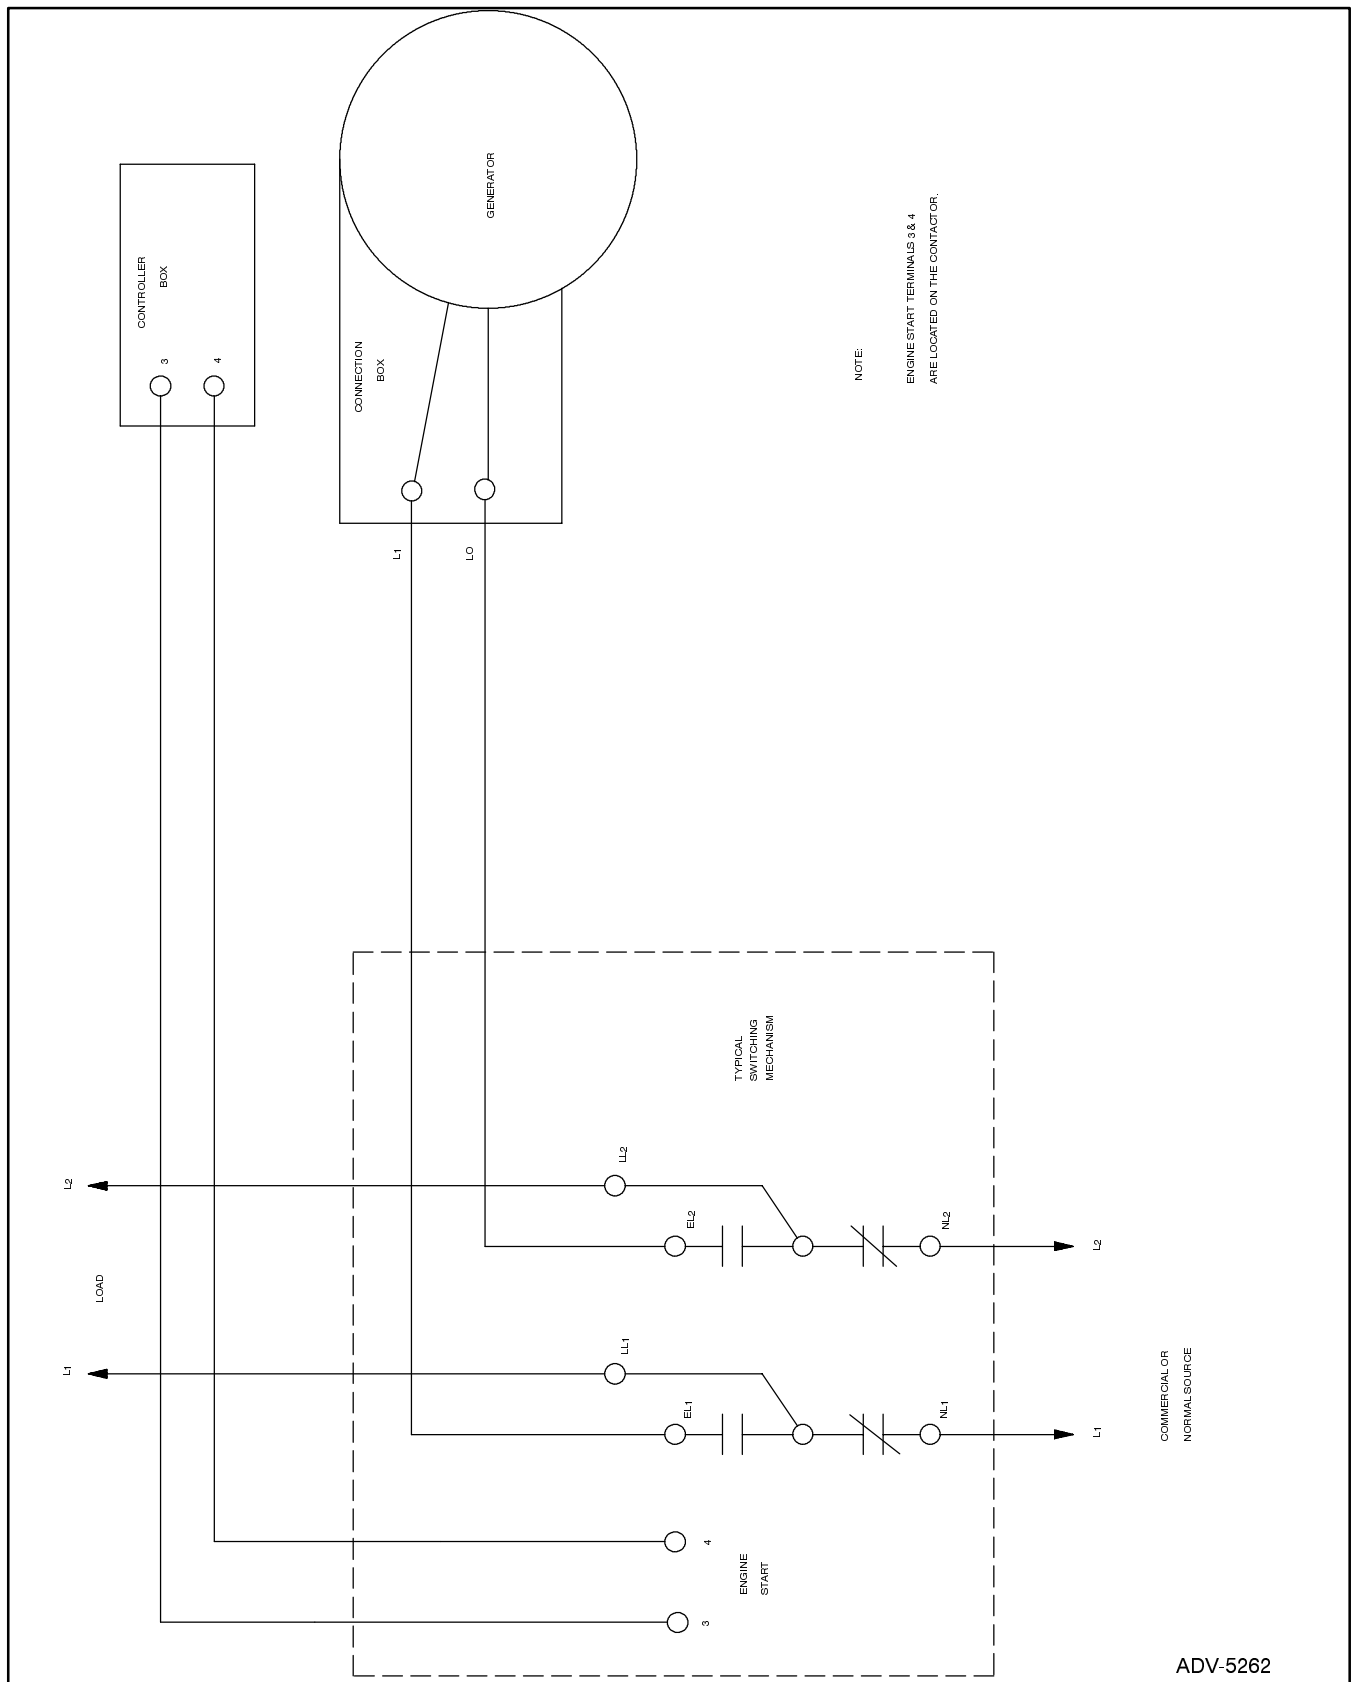 GENERATOR
CONTROLLER
BOX
3
4
CONNECTION
BOX
L1
LO
NOTE:
ENGINE START TERMINALS 3 & 4
ARE LOCATED ON THE CONTACTOR.
TYPICAL
SWITCHING
MECHANISM
L2
LL2
EL2
NL2
L2
LOAD
L1
LL1
EL1
NL1
L1
COMMERCIAL OR
NORMAL SOURCE
4
ENGINE
START
3
ADV-5262